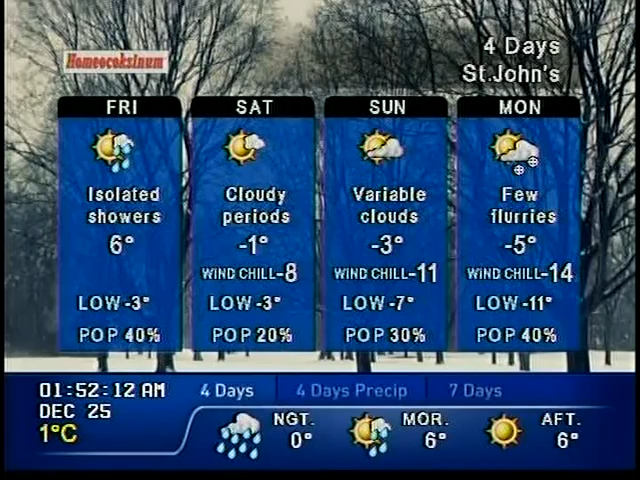 Homeocoksinum
4 Days
St.John's
FRI
Isolated
showers
6°
LOW -3°
POP 40%
SAT
Cloudy
periods
-1°
WIND CHILL-8
LOW -3°
POP 20%
SUN
Variable
clouds
-3°
WIND CHILL-11
LOW -7°
POP 30%
MON
Few
flurries
-5°
WIND CHILL-14
LOW -11°
POP 40%
01:52:12 AM
DEC 25
1°C
4 Days
4 Days Precip
7 Days
NGT.
0°
MOR.
6°
AFT.
6°